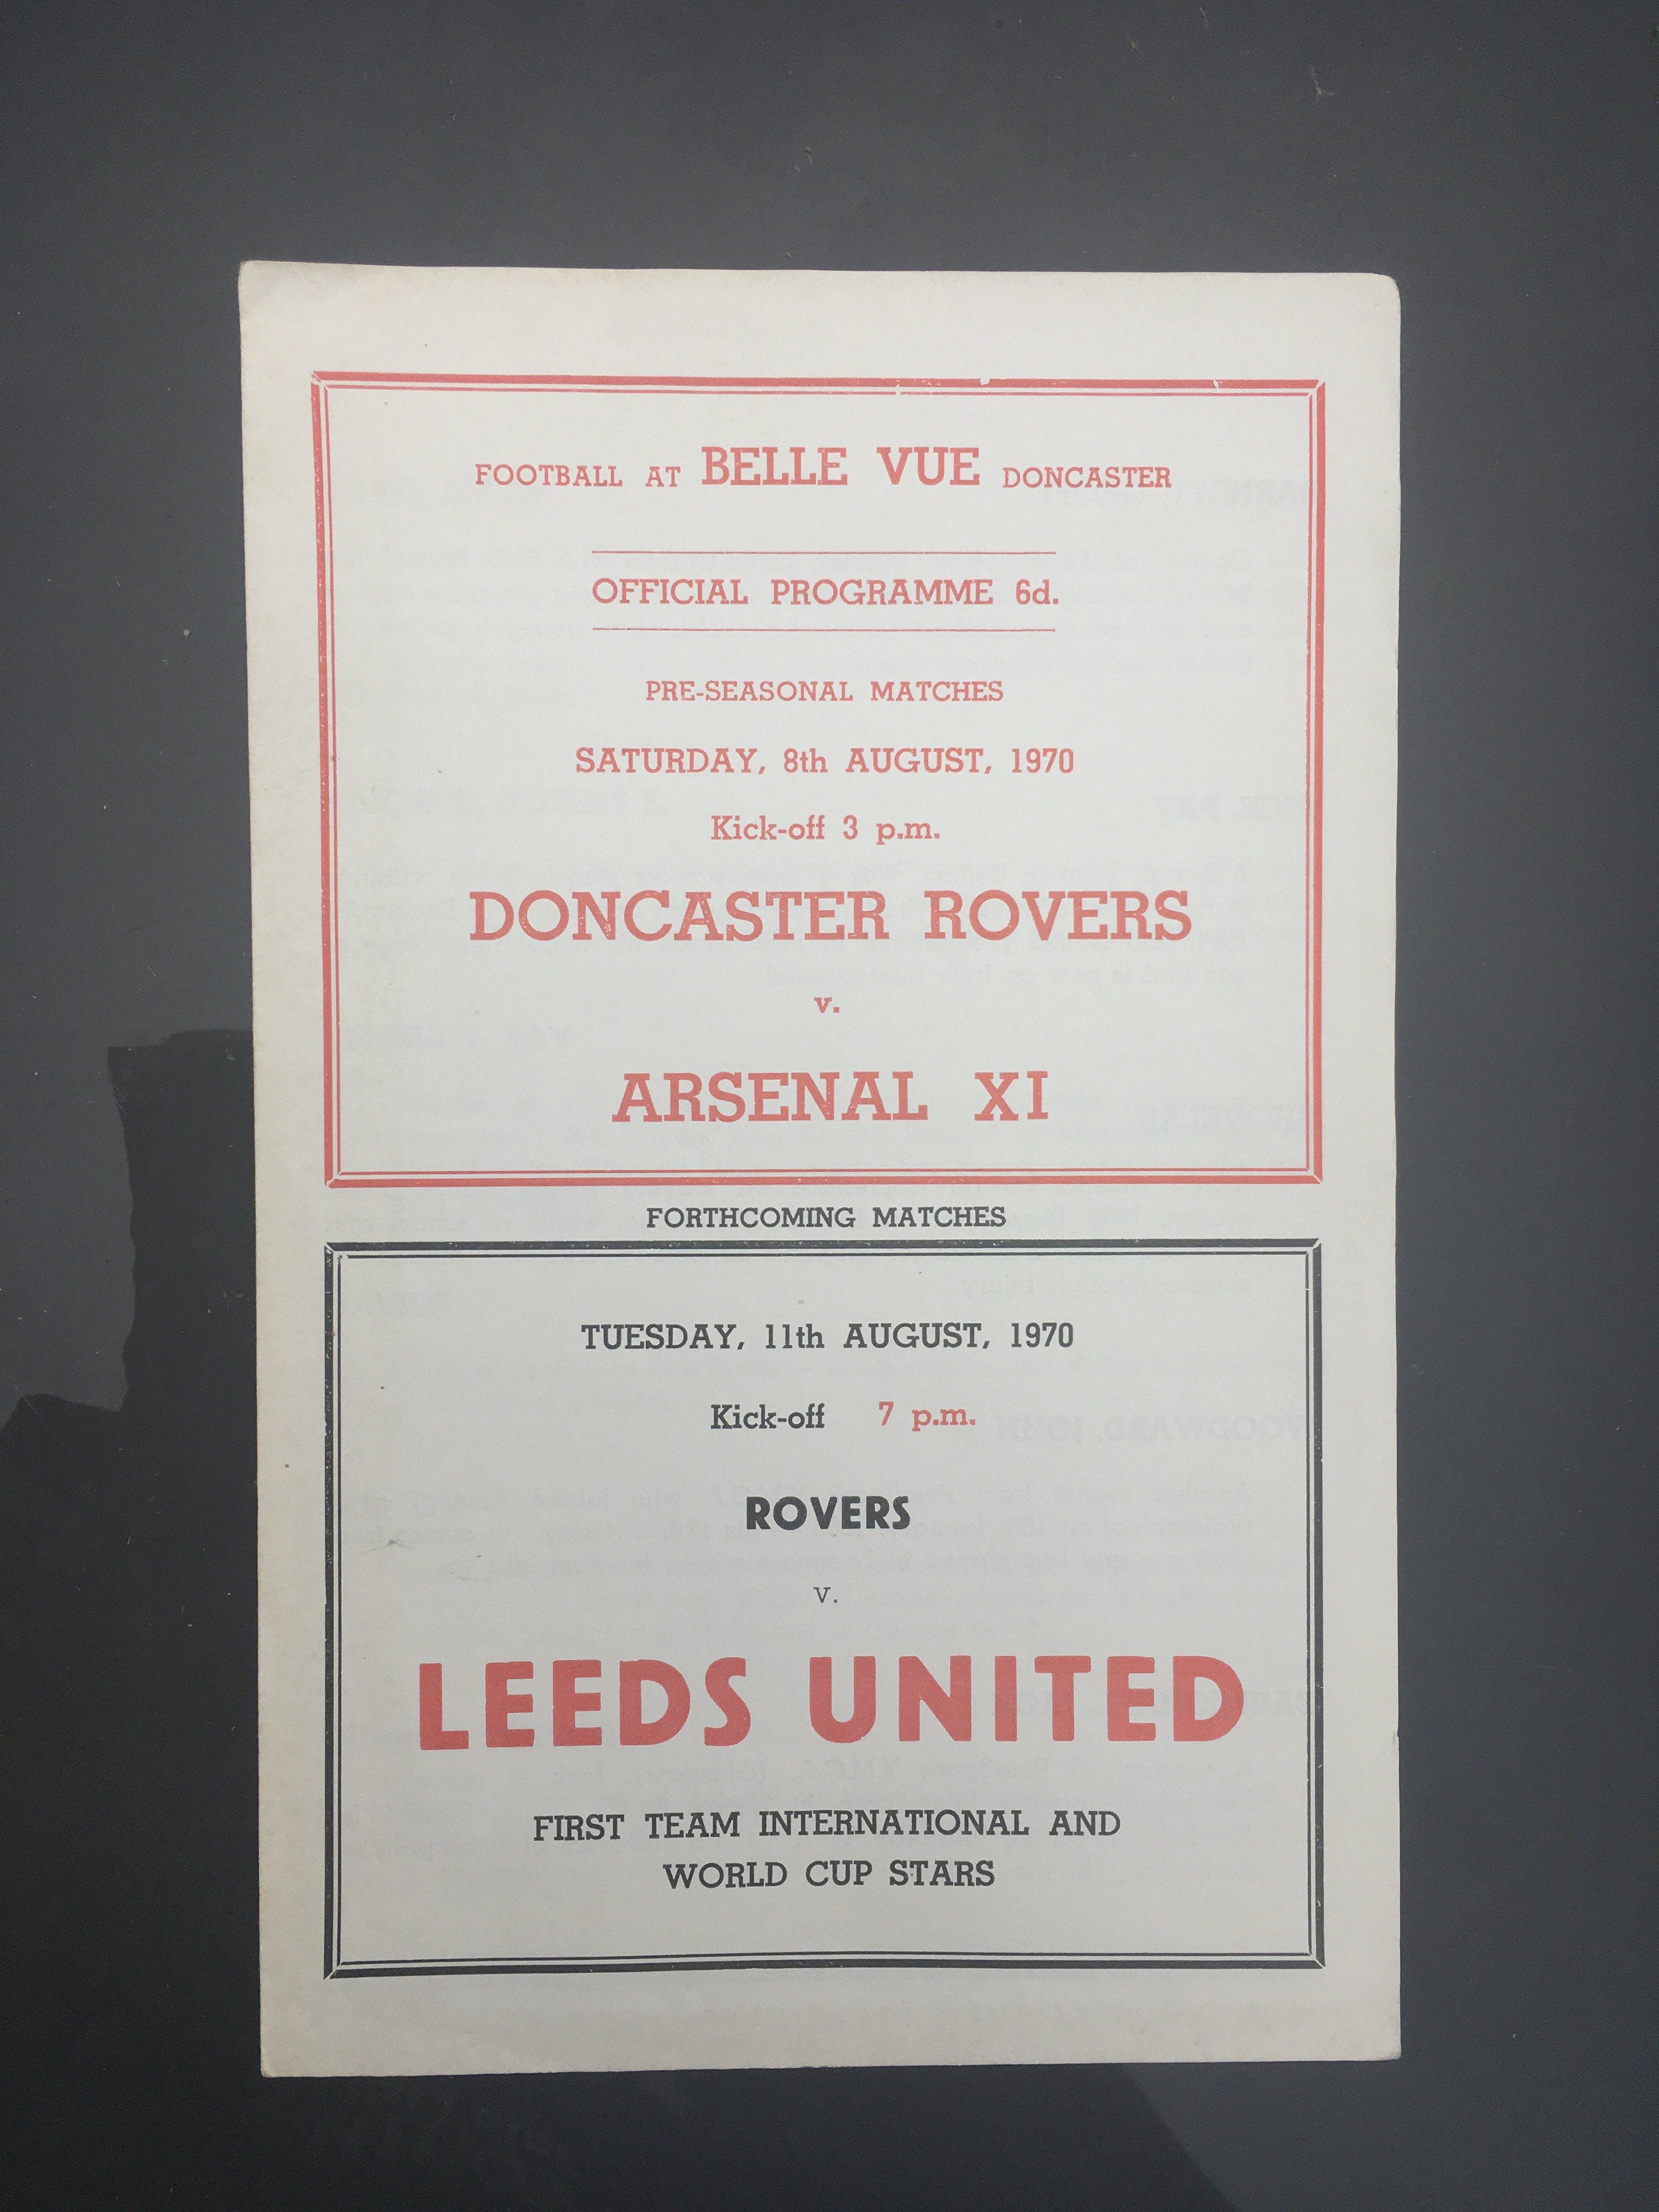 FOOTBALL AT BELLE VUE DONCASTER
OFFICIAL PROGRAMME 6d.
PRE-SEASONAL MATCHES
SATURDAY, 8th AUGUST, 1970
Kick-off 3 p.m.
DONCASTER ROVERS
v.
ARSENAL XI
FORTHCOMING MATCHES
TUESDAY, 11th AUGUST, 1970
Kick-off 7 p.m.
ROVERS
v.
LEEDS UNITED
FIRST TEAM INTERNATIONAL AND
WORLD CUP STARS